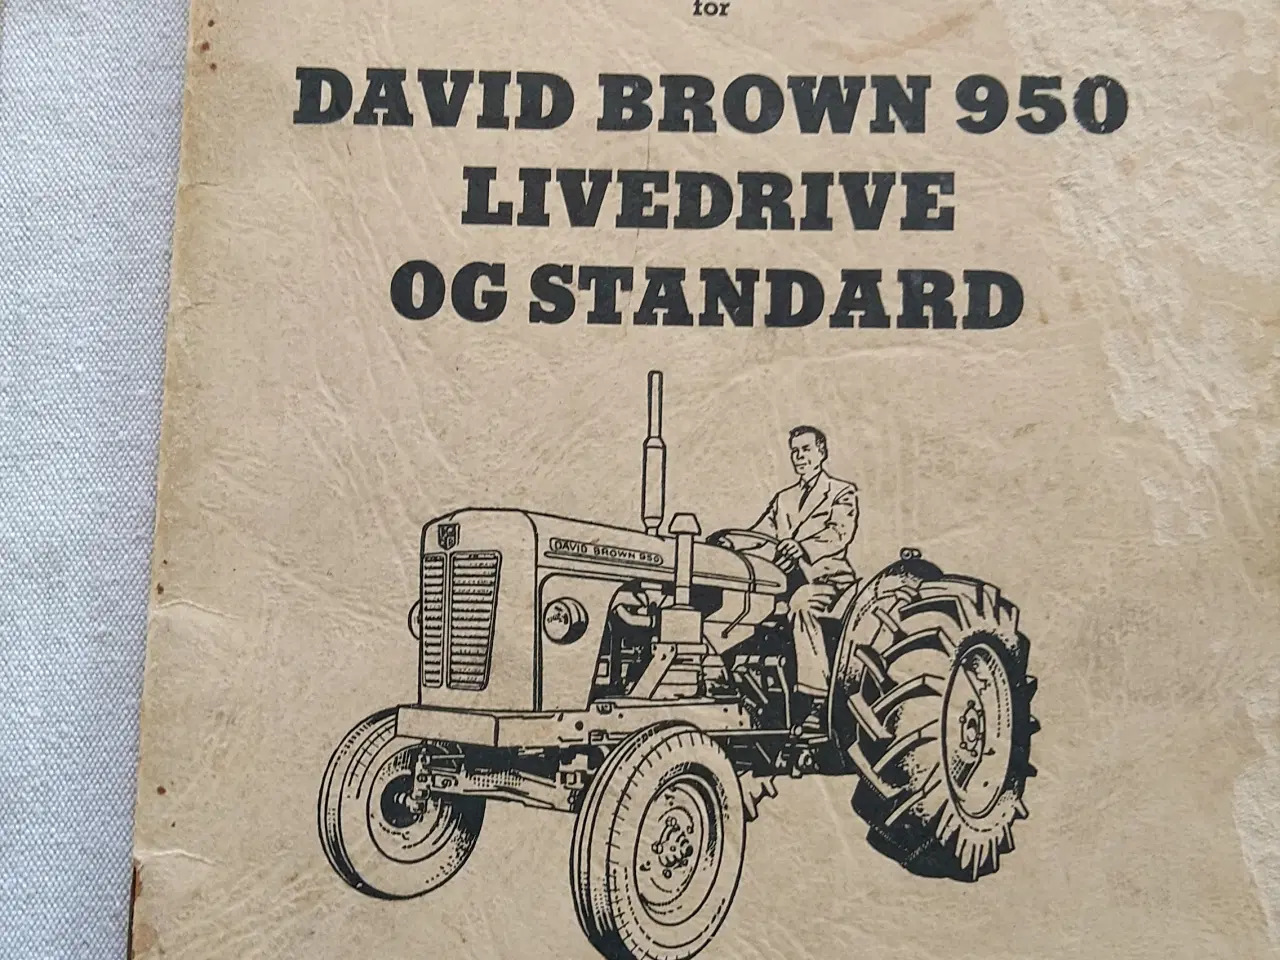 for
DAVID BROWN 950
LIVEDRIVE
OG STANDARD
DAVID BROWN 950